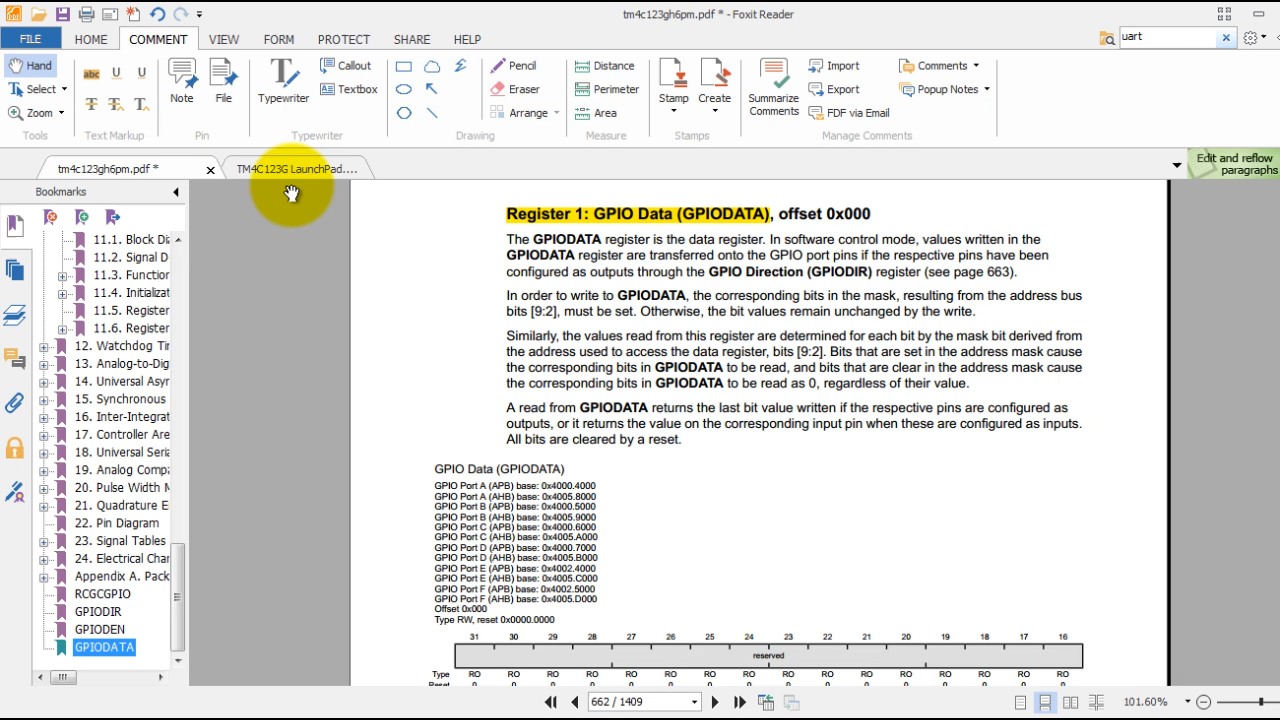 tm4c123gh6pm.pdf * - Foxit Reader
FILE HOME COMMENT VIEW FORM PROTECT SHARE HELP
uart
Hand
Select
Zoom
Tools
abc U U
T T T
Text Markup
Note
File
Pin
Typewriter
Callout
Textbox
Typewriter
Drawing
Pencil
Eraser
Arrange
Distance
Perimeter
Area
Measure
Stamp
Create
Stamps
Summarize
Comments
Import
Export
FDF via Email
Comments
Popup Notes
Manage Comments
tm4c123gh6pm.pdf *
TM4C123G LaunchPad....
Edit and reflow
paragraphs
Bookmarks
11.1. Block Di
11.2. Signal D
11.3. Function
11.4. Initializat
11.5. Register
11.6. Register
12. Watchdog Tir
13. Analog-to-Dig
14. Universal Asyr
15. Synchronous
16. Inter-Integrat
17. Controller Are
18. Universal Seria
19. Analog Compa
20. Pulse Width M
21. Quadrature E
22. Pin Diagram
23. Signal Tables
24. Electrical Char
Appendix A. Pack
RCGCGPIO
GPIODIR
GPIODEN
GPIODATA
Register 1: GPIO Data (GPIODATA), offset 0x000
The GPIODATA register is the data register. In software control mode, values written in the
GPIODATA register are transferred onto the GPIO port pins if the respective pins have been
configured as outputs through the GPIO Direction (GPIODIR) register (see page 663).
In order to write to GPIODATA, the corresponding bits in the mask, resulting from the address bus
bits [9:2], must be set. Otherwise, the bit values remain unchanged by the write.
Similarly, the values read from this register are determined for each bit by the mask bit derived from
the address used to access the data register, bits [9:2]. Bits that are set in the address mask cause
the corresponding bits in GPIODATA to be read, and bits that are clear in the address mask cause
the corresponding bits in GPIODATA to be read as 0, regardless of their value.
A read from GPIODATA returns the last bit value written if the respective pins are configured as
outputs, or it returns the value on the corresponding input pin when these are configured as inputs.
All bits are cleared by a reset.
GPIO Data (GPIODATA)
GPIO Port A (APB) base: 0x4000.4000
GPIO Port A (AHB) base: 0x4005.8000
GPIO Port B (APB) base: 0x4000.5000
GPIO Port B (AHB) base: 0x4005.9000
GPIO Port C (APB) base: 0x4000.6000
GPIO Port C (AHB) base: 0x4005.A000
GPIO Port D (APB) base: 0x4000.7000
GPIO Port D (AHB) base: 0x4005.B000
GPIO Port E (APB) base: 0x4002.4000
GPIO Port E (AHB) base: 0x4005.C000
GPIO Port F (APB) base: 0x4002.5000
GPIO Port F (AHB) base: 0x4005.D000
Offset 0x000
Type RW, reset 0x0000.0000
31 30 29 28 27 26 25 24 23 22 21 20 19 18 17 16
reserved
Type RO RO RO RO RO RO RO RO RO RO RO RO RO RO RO RO
Reset 0 0 0 0 0 0 0 0 0 0 0 0 0 0 0 0
662 / 1409
101.60%